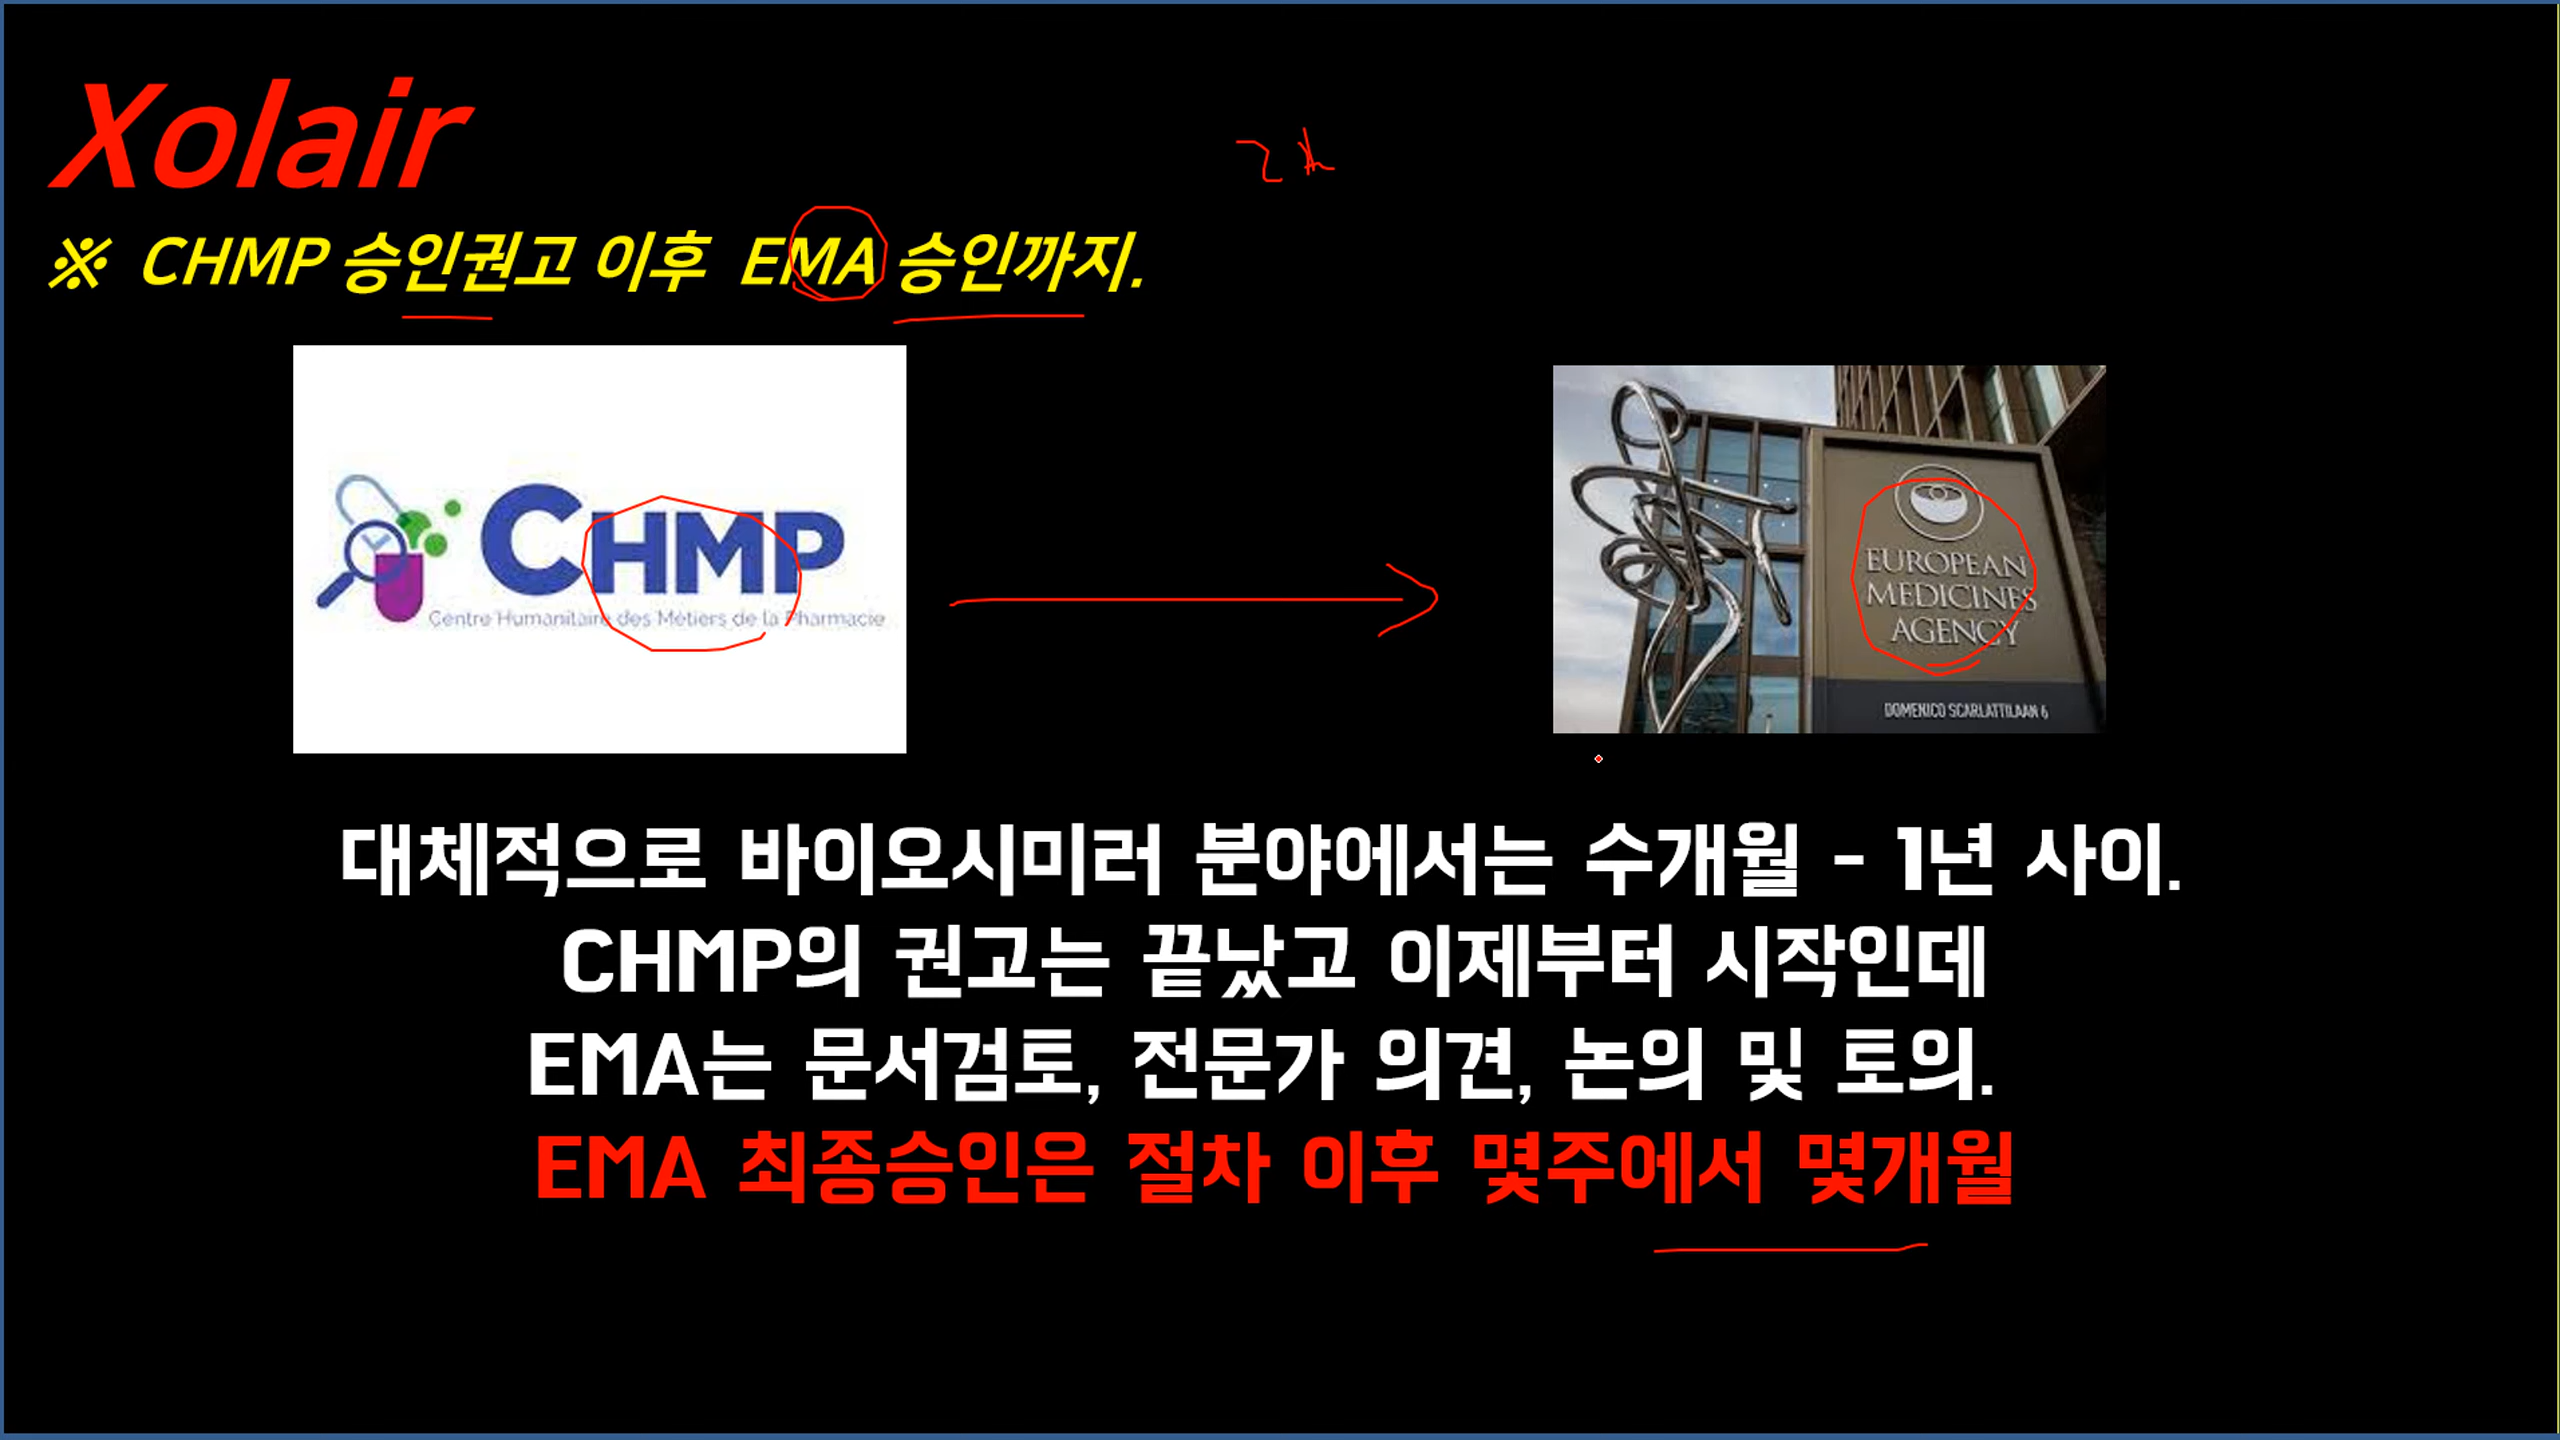 Xolair
※ CHMP 승인권고 이후 EMA 승인까지.
CHMP
Centre Humanitaire des Métiers de la Pharmacie
EUROPEAN
MEDICINES
AGENCY
DOMENICO SCARLATTILAAN 6
대체적으로 바이오시미러 분야에서는 수개월 - 1년 사이.
CHMP의 권고는 끝났고 이제부터 시작인데
EMA는 문서검토, 전문가 의견, 논의 및 토의.
EMA 최종승인은 절차 이후 몇주에서 몇개월